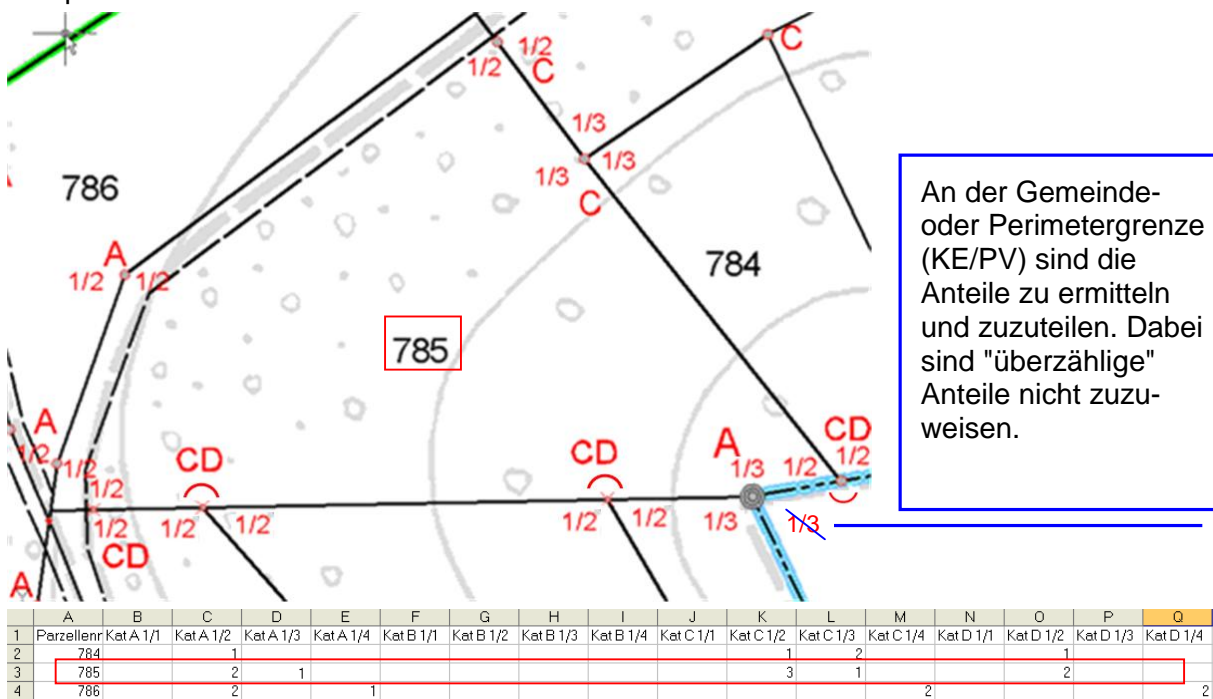 1/2
1/2
C
C
1/3
1/3
1/3
C
786
784
A
1/2
1/2
785
A
1/2
1/2
CD
CD
A
CD
1/3
1/2
1/2
1/2
1/2
1/2
1/2
1/2
1/2
1/3
1/3
CD
A
An der Gemeinde-
oder Perimetergrenze
(KE/PV) sind die
Anteile zu ermitteln
und zuzuteilen. Dabei
sind "überzählige"
Anteile nicht zuzu-
weisen.
A B C D E F G H I J K L M N O P Q
1 Parzellenr Kat A 1/1 Kat A 1/2 Kat A 1/3 Kat A 1/4 Kat B 1/1 Kat B 1/2 Kat B 1/3 Kat B 1/4 Kat C 1/1 Kat C 1/2 Kat C 1/3 Kat C 1/4 Kat D 1/1 Kat D 1/2 Kat D 1/3 Kat D 1/4
2 784 1 1 2 1
3 785 2 1 3 1 2
4 786 2 1 2 2